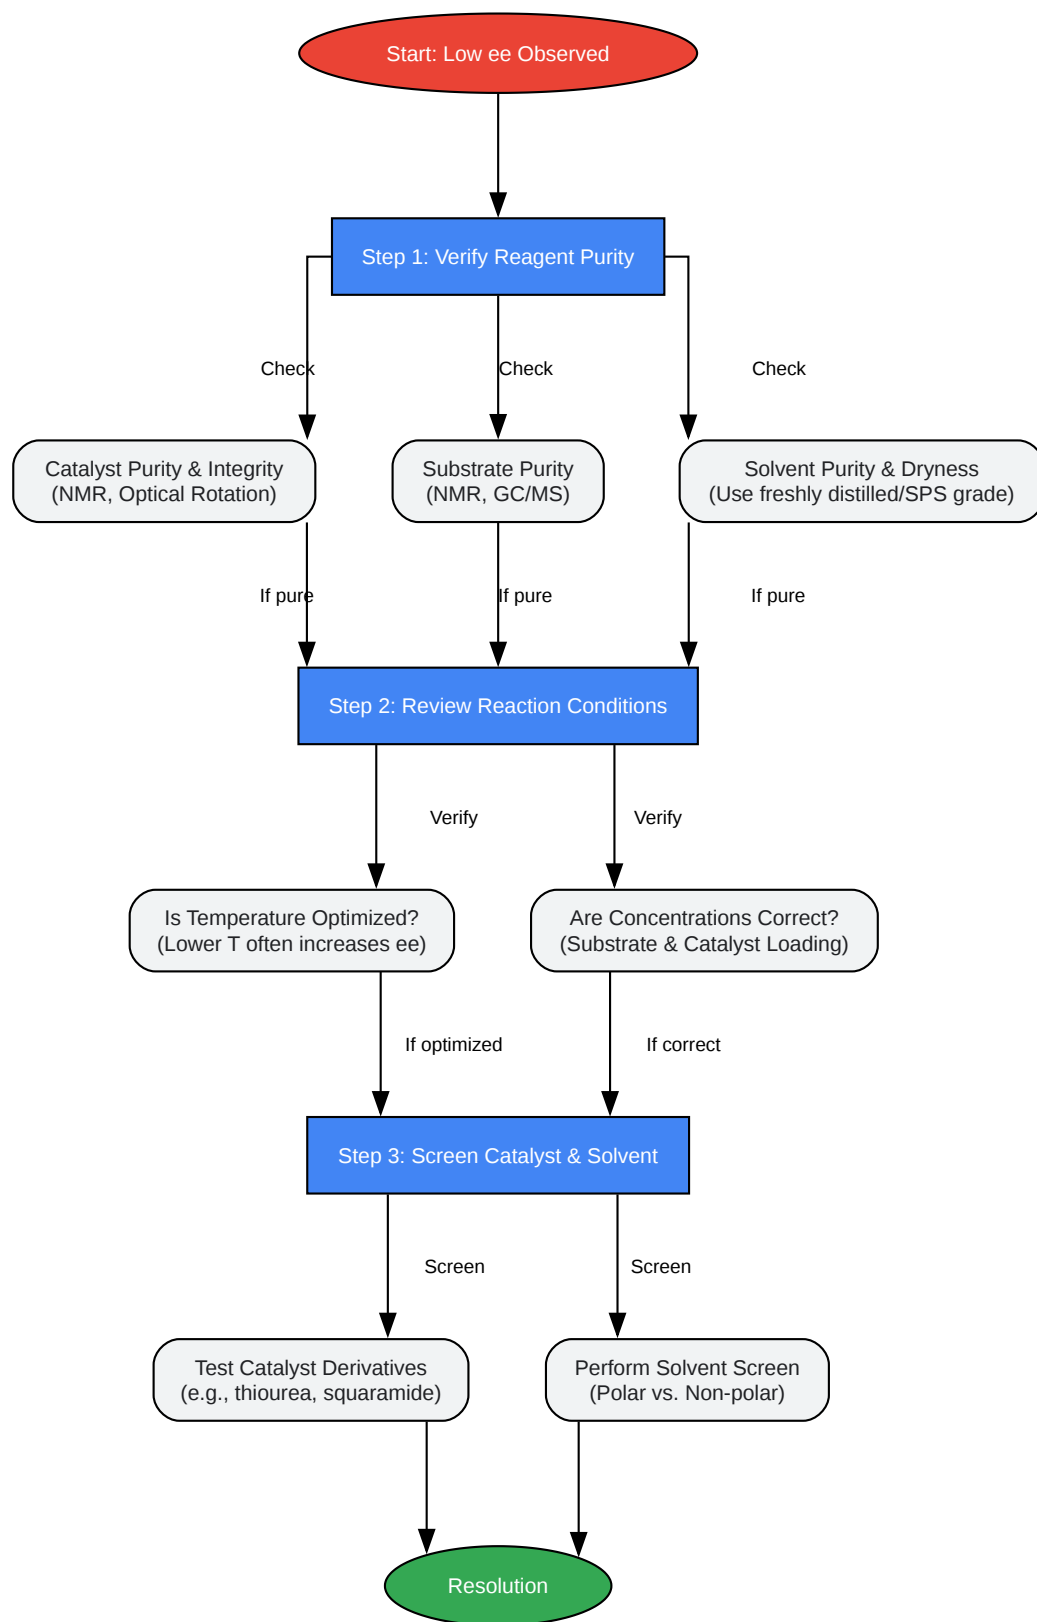 Start: Low ee Observed
Step 1: Verify Reagent Purity
Check
Check
Check
Catalyst Purity & Integrity
(NMR, Optical Rotation)
Substrate Purity
(NMR, GC/MS)
Solvent Purity & Dryness
(Use freshly distilled/SPS grade)
If pure
If pure
If pure
Step 2: Review Reaction Conditions
Verify
Verify
Is Temperature Optimized?
(Lower T often increases ee)
Are Concentrations Correct?
(Substrate & Catalyst Loading)
If optimized
If correct
Step 3: Screen Catalyst & Solvent
Screen
Screen
Test Catalyst Derivatives
(e.g., thiourea, squaramide)
Perform Solvent Screen
(Polar vs. Non-polar)
Resolution